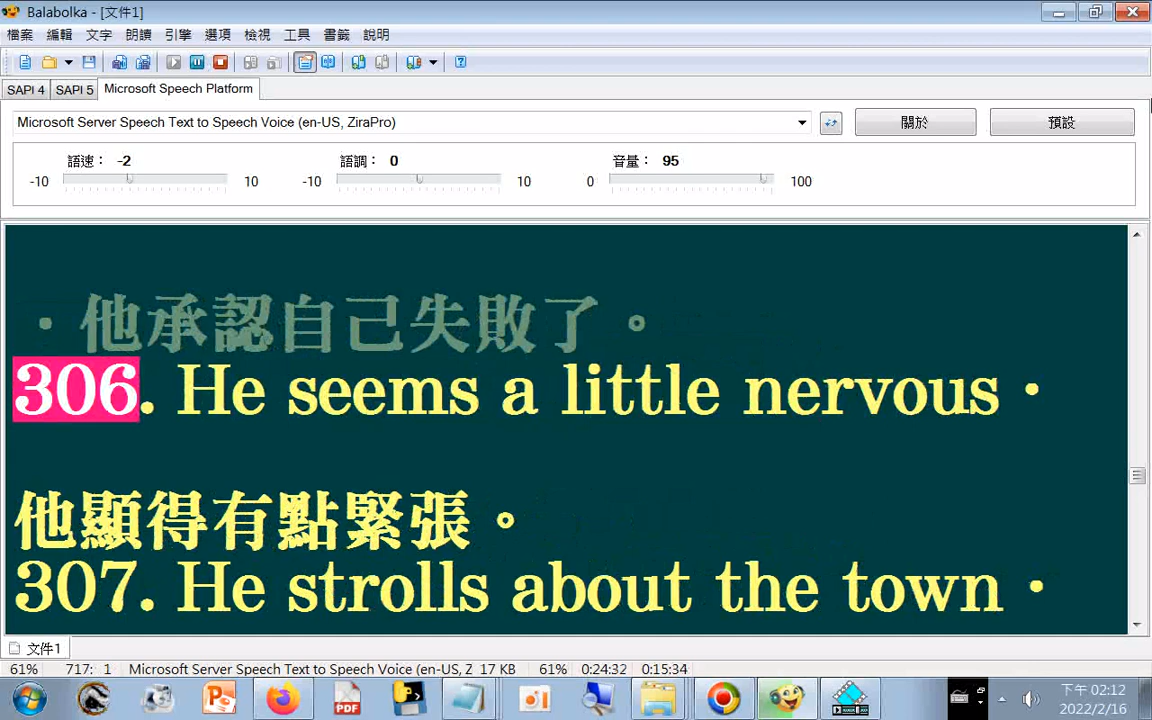 Balabolka - [文件1]
檔案 編輯 文字 朗讀 引擎 選項 檢視 工具 書籤 說明
SAPI 4 SAPI 5 Microsoft Speech Platform
Microsoft Server Speech Text to Speech Voice (en-US, ZiraPro) 關於 預設
語速： -2 語調： 0 音量： 95
-10 10 -10 10 0 100
·他承認自己失敗了。
306. He seems a little nervous·
他顯得有點緊張。
307. He strolls about the town·
文件1
61% 717: 1 Microsoft Server Speech Text to Speech Voice (en-US, Z 17 KB 61% 0:24:32 0:15:34
PDF
下午 02:12
2022/2/16